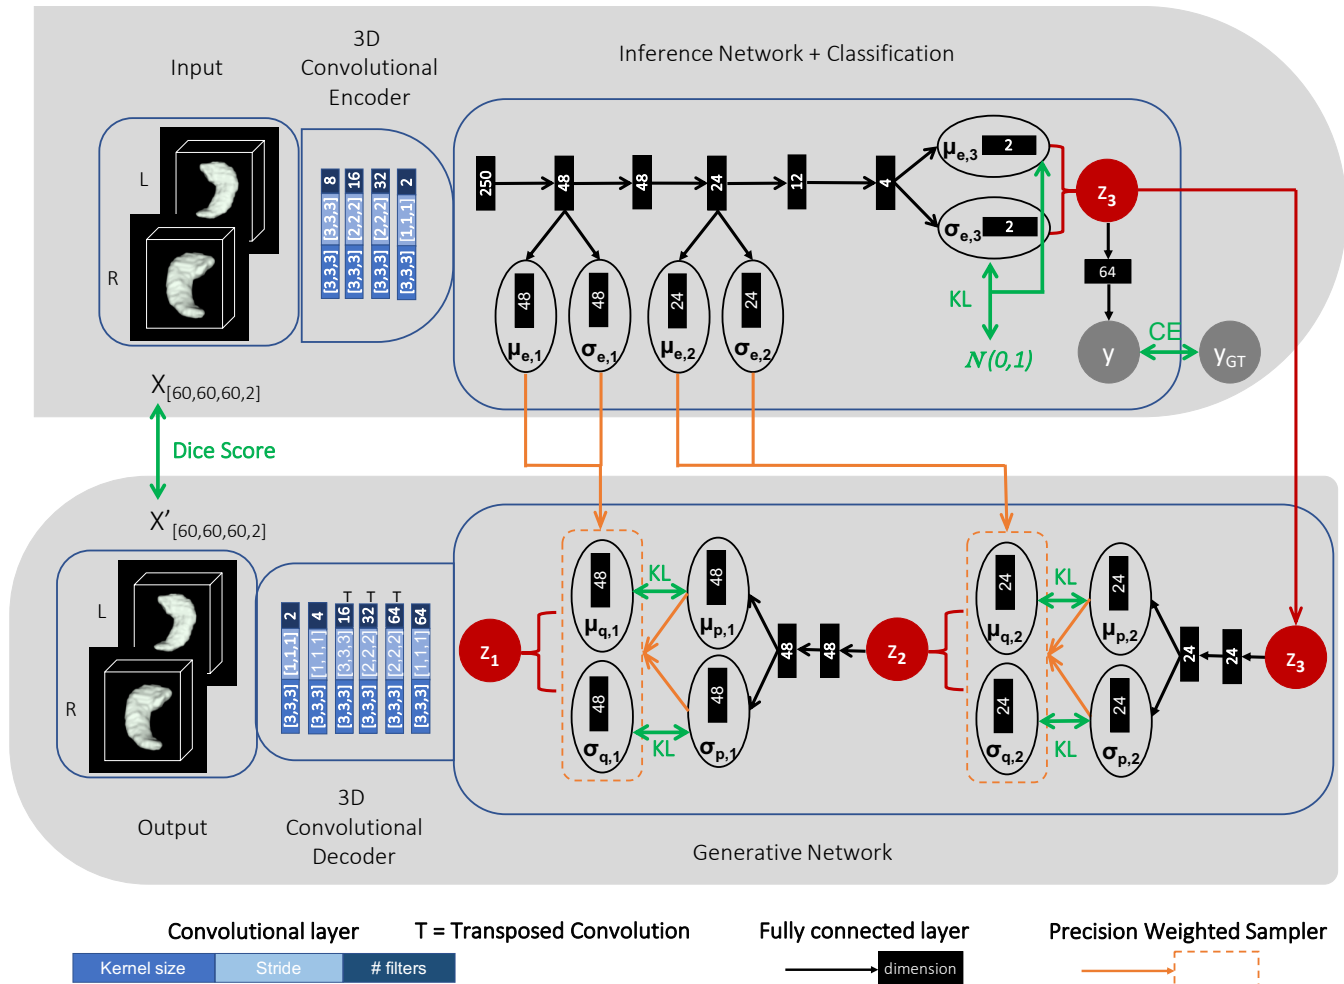 Input
3D
Convolutional
Encoder
Inference Network + Classification
L
R
8 16 32 2
[3,3,3] [2,2,2] [2,2,2] [1,1,1]
[3,3,3] [3,3,3] [3,3,3] [3,3,3]
250 48 48 24 12 4
μe,3 2
σe,3 2
z3
64
48 48 24 24
μe,1 σe,1 μe,2 σe,2
KL
N(0,1)
y CE yGT
X[60,60,60,2]
Dice Score
X'[60,60,60,2]
L
R
T T T
2 4 16 32 64 64
[1,1,1] [1,1,1] [3,3,3] [2,2,2] [2,2,2] [1,1,1]
[3,3,3] [3,3,3] [3,3,3] [3,3,3] [3,3,3] [3,3,3]
48 KL 48 24 KL 24
μq,1 μp,1 μq,2 μp,2
z1 48 48 z2 24 24 z3
48 48 24 24
σq,1 KL σp,1 σq,2 KL σp,2
Output
3D
Convolutional
Decoder
Generative Network
Convolutional layer T = Transposed Convolution Fully connected layer Precision Weighted Sampler
Kernel size Stride # filters dimension